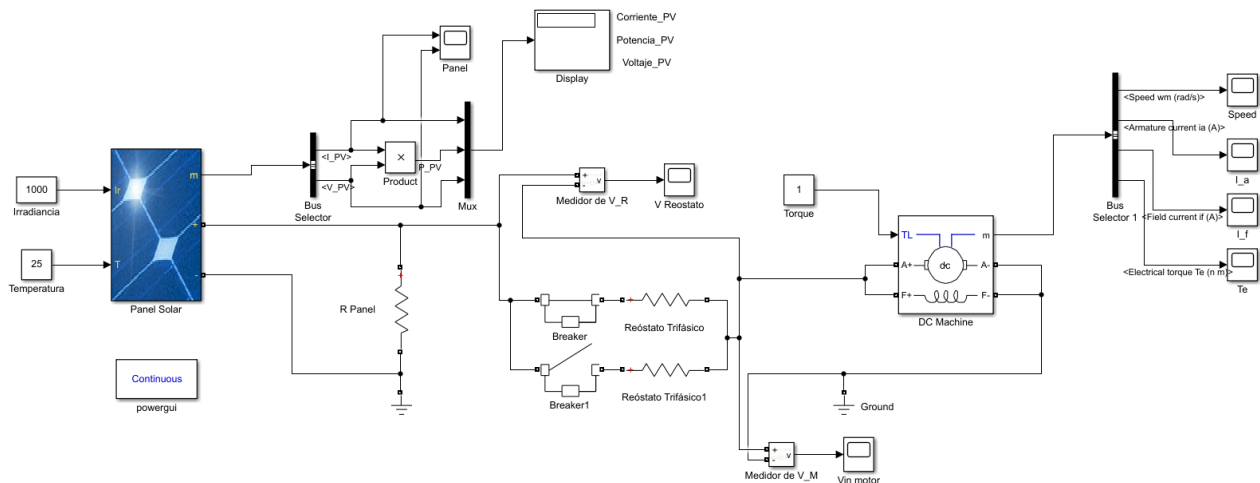 Corriente_PV
Potencia_PV
Voltaje_PV
Display
Panel
<I_PV>
<V_PV>
×
Product
P_PV
Bus
Selector
Mux
1000
Irradiancia
25
Temperatura
Ir
T
m
+
-
Panel Solar
R Panel
+
Continuous
powergui
+
-
v
Medidor de V_R
V Reostato
Breaker
+
Reóstato Trifásico
Breaker1
+
Reóstato Trifásico1
1
Torque
TL
m
A+
dc
A-
F+
F-
DC Machine
Ground
+
-
v
Medidor de V_M
Vin motor
Bus
Selector 1
<Speed wm (rad/s)>
Speed
<Armature current ia (A)>
I_a
<Field current if (A)>
I_f
<Electrical torque Te (n m)>
Te